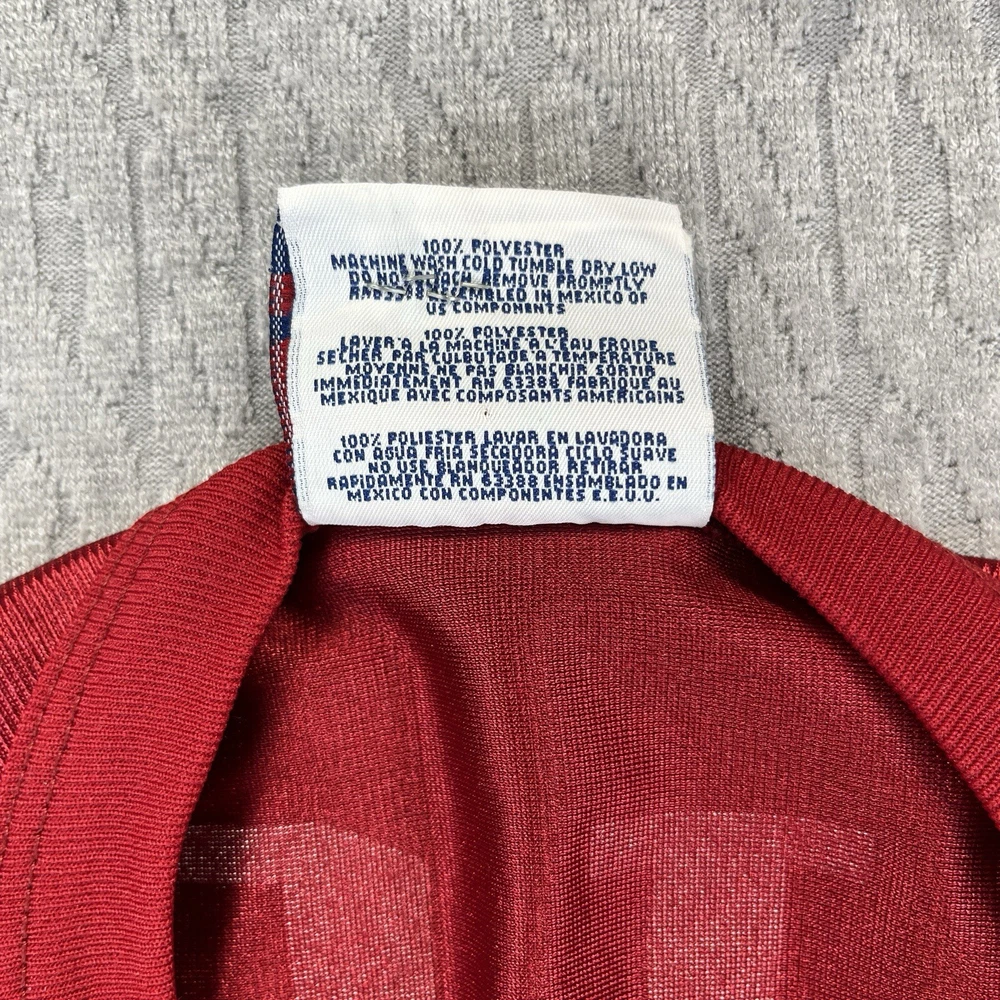 100% POLYESTER
MACHINE WASH COLD TUMBLE DRY LOW
DO NOT REMOVE PROMPTLY
ASSEMBLED IN MEXICO OF
US COMPONENTS
100% POLYESTER
LAVER A LA MACHINE A L'EAU FROIDE
SECHER PAR CULBUTAGE A TEMPERATURE
MOYENNE NE PAS BLANCHIR SORTIR
IMMEDIATEMENT RN 63388 FABRIQUE AU
MEXIQUE AVEC COMPOSANTS AMERICAINS
100% POLIESTER LAVAR EN LAVADORA
CON AGUA FRIA SECADORA CICLO SUAVE
NO USE BLANQUEADOR RETIRAR
RAPIDAMENTE RN 63388 ENSAMBLADO EN
MEXICO CON COMPONENTES E.E.U.U.